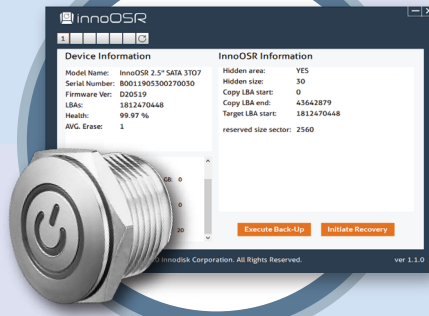 innoOSR
1
Device Information
Model Name: InnoOSR 2.5" SATA 3TO7
Serial Number: B0011905300270030
Firmware Ver: D20519
LBAs: 1812470448
Health: 99.97 %
AVG. Erase: 1
GB: 0
0
20
InnoOSR Information
Hidden area: YES
Hidden size: 30
Copy LBA start: 0
Copy LBA end: 43642879
Target LBA start: 1812470448
reserved size sector: 2560
Execute Back-Up
Initiate Recovery
Innodisk Corporation. All Rights Reserved.
ver 1.1.0